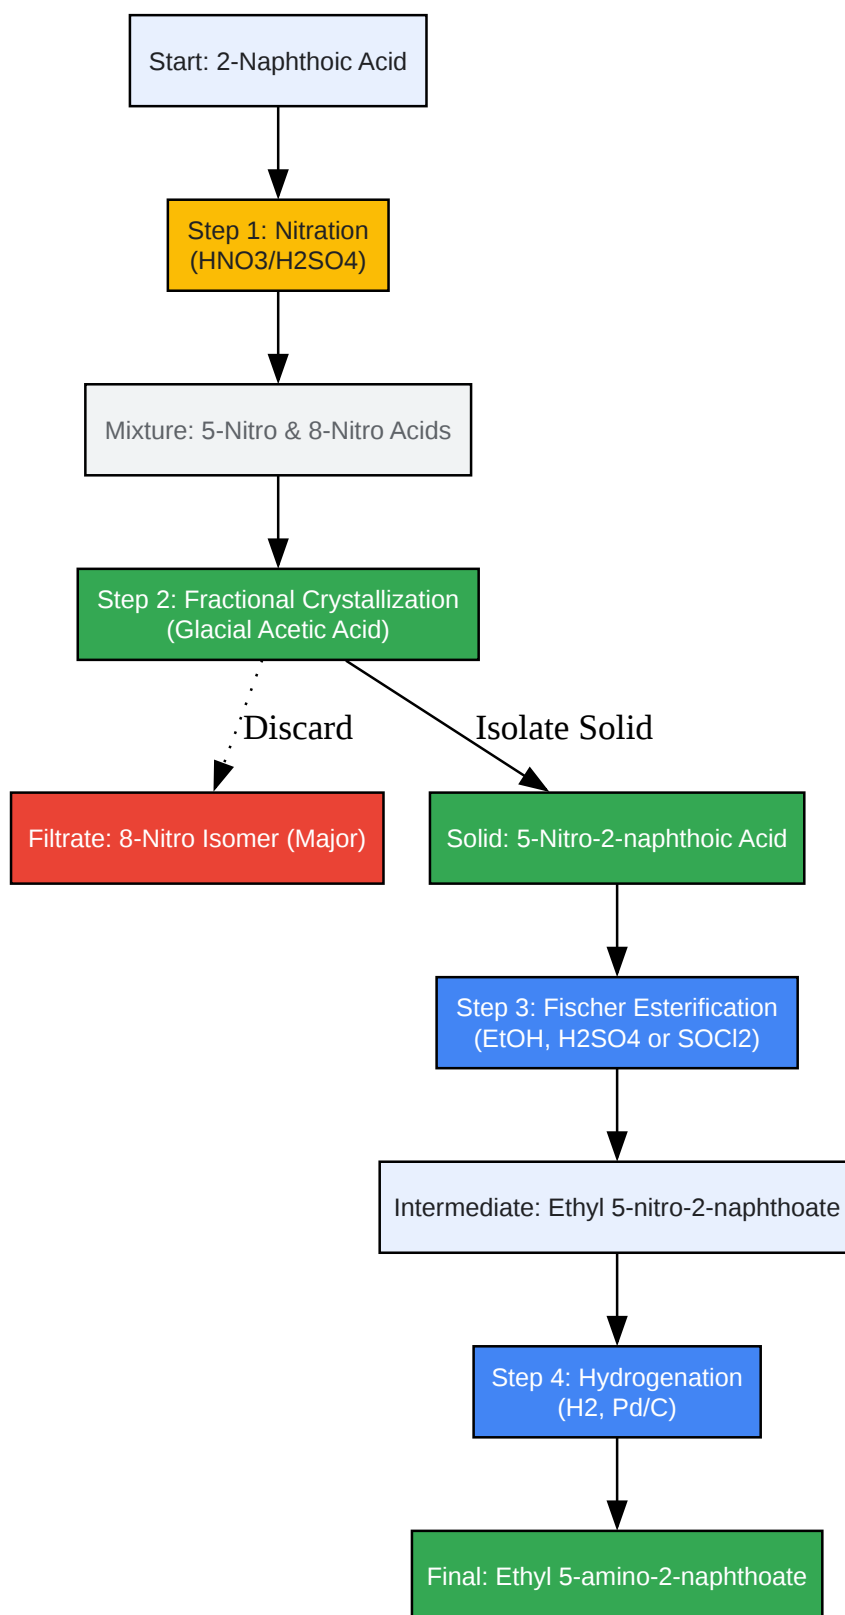 Start: 2-Naphthoic Acid
Step 1: Nitration
(HNO3/H2SO4)
Mixture: 5-Nitro & 8-Nitro Acids
Step 2: Fractional Crystallization
(Glacial Acetic Acid)
Discard
Isolate Solid
Filtrate: 8-Nitro Isomer (Major)
Solid: 5-Nitro-2-naphthoic Acid
Step 3: Fischer Esterification
(EtOH, H2SO4 or SOCl2)
Intermediate: Ethyl 5-nitro-2-naphthoate
Step 4: Hydrogenation
(H2, Pd/C)
Final: Ethyl 5-amino-2-naphthoate